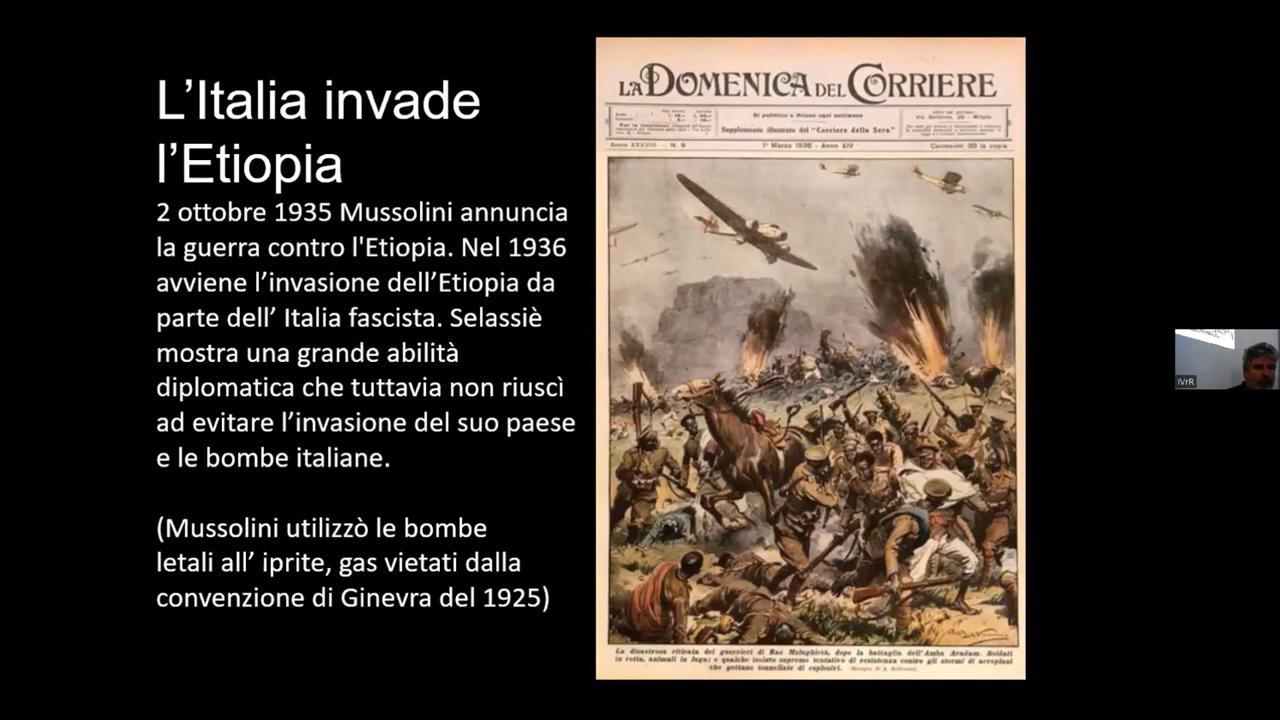 L’Italia invade
l’Etiopia
2 ottobre 1935 Mussolini annuncia
la guerra contro l'Etiopia. Nel 1936
avviene l’invasione dell’Etiopia da
parte dell’ Italia fascista. Selassiè
mostra una grande abilità
diplomatica che tuttavia non riuscì
ad evitare l’invasione del suo paese
e le bombe italiane.
(Mussolini utilizzò le bombe
letali all’ iprite, gas vietati dalla
convenzione di Ginevra del 1925)
LA DOMENICA DEL CORRIERE
Si pubblica a Milano ogni settimana
Supplemento illustrato del "Corriere della Sera"
Via Solferino, 28 - Milano
Anno XXXVIII - N. 9
1° Marzo 1936 - Anno XIV
Centesimi 30 la copia
La disastrosa ritirata dei guerrieri di Ras Mulughietà, dopo la battaglia dell'Amba Aradam. Soldati
in rotta, animali in fuga; e qualche isolato supremo tentativo di resistenza contro gli stormi di aeroplani
che gettano tonnellate di esplosivi.
IVrR